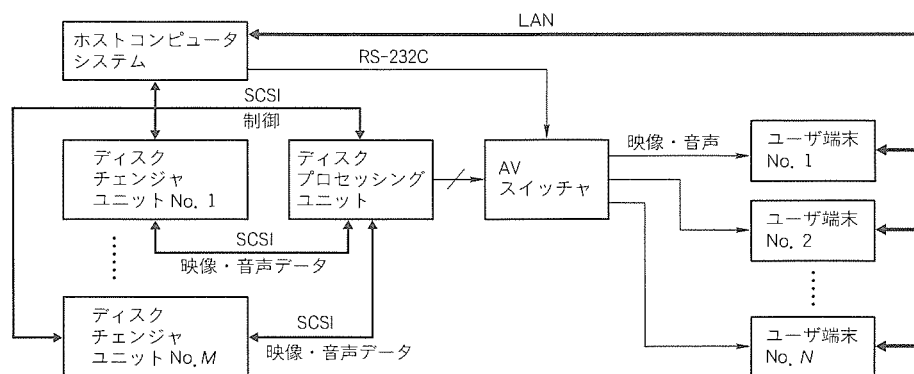 LAN
ホストコンピュータ
システム
RS-232C
SCSI
制御
ディスク
チェンジャ
ユニット No. 1
ディスク
プロセッシング
ユニット
AV
スイッチャ
映像・音声
ユーザ端末
No. 1
ユーザ端末
No. 2
SCSI
映像・音声データ
ディスク
チェンジャ
ユニット No. M
SCSI
映像・音声データ
ユーザ端末
No. N